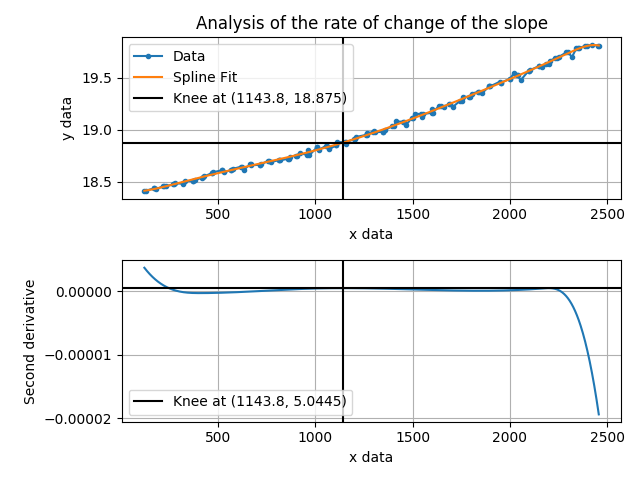 Analysis of the rate of change of the slope
Data
Spline Fit
Knee at (1143.8, 18.875)
19.5
19.0
18.5
y data
500 1000 1500 2000 2500
x data
0.00000
−0.00001
−0.00002
Second derivative
Knee at (1143.8, 5.0445)
500 1000 1500 2000 2500
x data